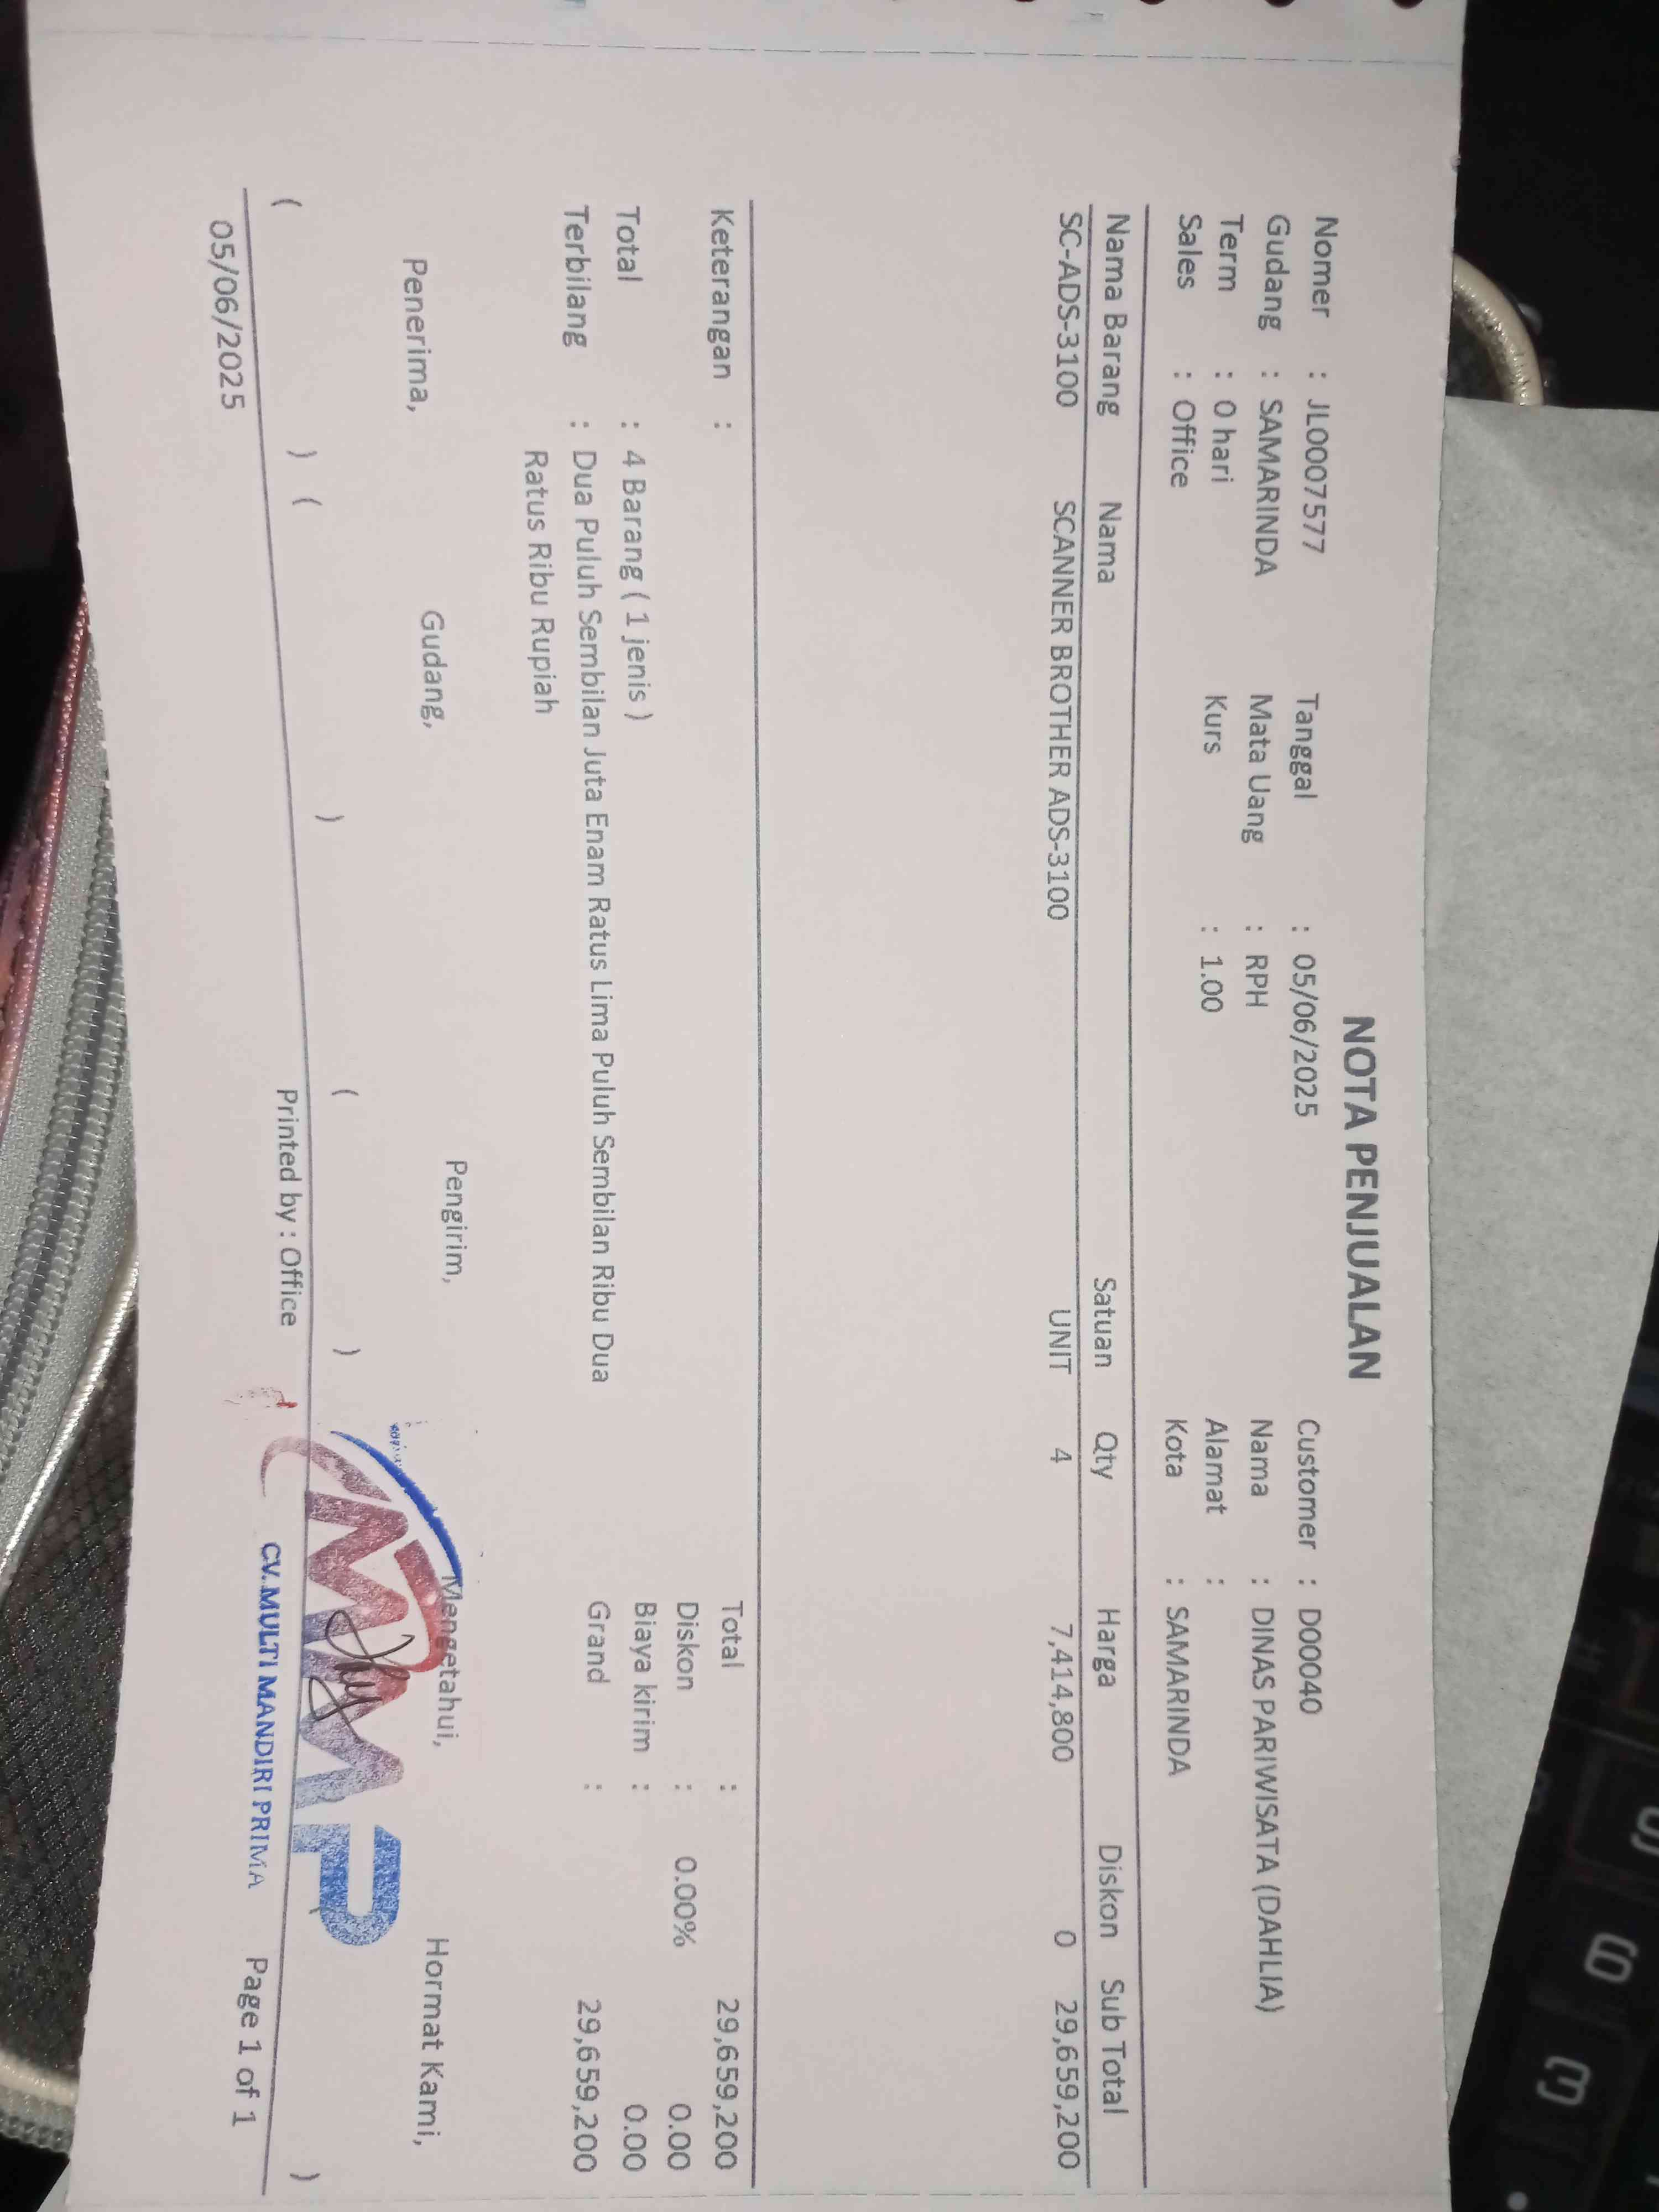 NOTA PENJUALAN
Nomer : JL0007577 Tanggal : 05/06/2025 Customer : D00040
Gudang : SAMARINDA Mata Uang : RPH Nama : DINAS PARIWISATA (DAHLIA)
Term : 0 hari Kurs : 1.00 Alamat :
Sales : Office Kota : SAMARINDA
Nama Barang Nama Satuan Qty Harga Diskon Sub Total
SC-ADS-3100 SCANNER BROTHER ADS-3100 UNIT 4 7,414,800 0 29,659,200
Keterangan : Total : 29,659,200
Diskon : 0.00% 0.00
Total : 4 Barang ( 1 jenis ) Biaya kirim : 0.00
Terbilang : Dua Puluh Sembilan Juta Enam Ratus Lima Puluh Sembilan Ribu Dua Grand : 29,659,200
Ratus Ribu Rupiah
Penerima, Gudang, Pengirim, Mengetahui, Hormat Kami,
MMP
( ) ( ) ( ) )
CV. MULTI MANDIRI PRIMA
05/06/2025 Printed by : Office Page 1 of 1
9
6
3